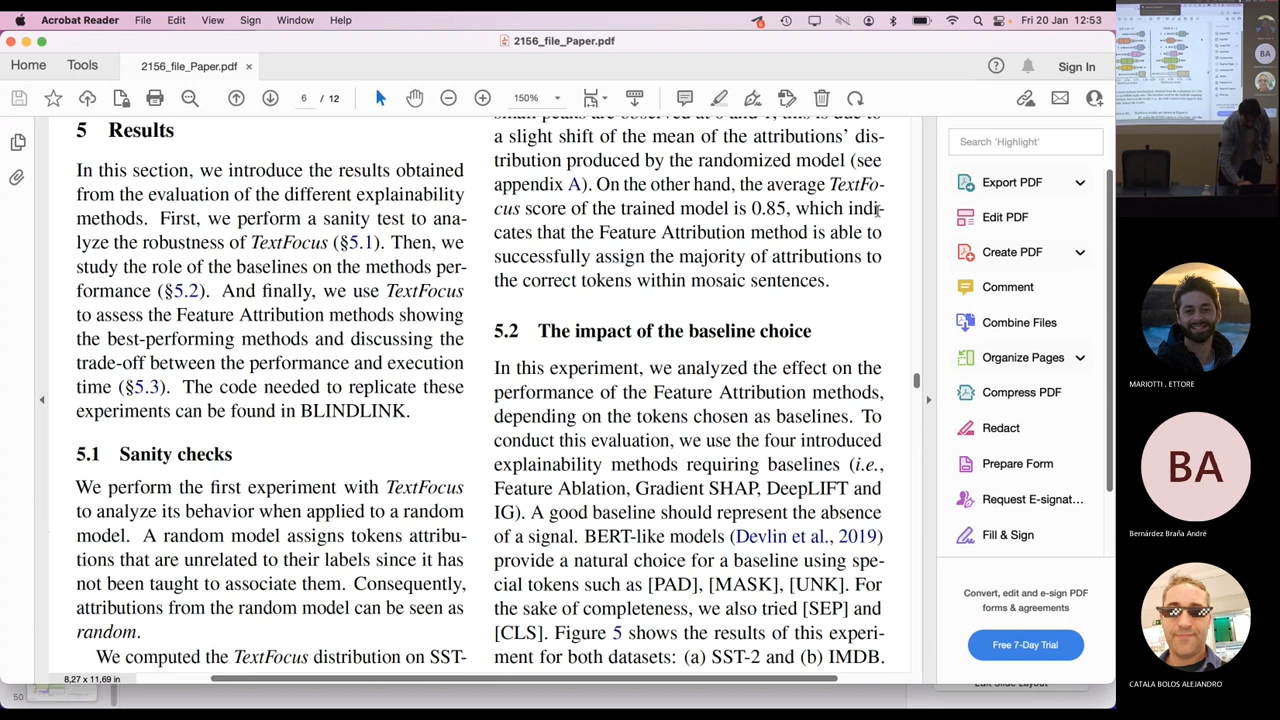 Acrobat Reader File Edit View Sign Window Help
Fri 20 Jan 12:53
2156_file_Paper.pdf
Home Tools
2156_file_Paper.pdf ×
Sign In
6 / 12
150%
5 Results
In this section, we introduce the results obtained
from the evaluation of the different explainability
methods. First, we perform a sanity test to ana-
lyze the robustness of TextFocus (§5.1). Then, we
study the role of the baselines on the methods per-
formance (§5.2). And finally, we use TextFocus
to assess the Feature Attribution methods showing
the best-performing methods and discussing the
trade-off between the performance and execution
time (§5.3). The code needed to replicate these
experiments can be found in BLINDLINK.
5.1 Sanity checks
We perform the first experiment with TextFocus
to analyze its behavior when applied to a random
model. A random model assigns tokens attribu-
tions that are unrelated to their labels since it has
not been taught to associate them. Consequently,
attributions from the random model can be seen as
random.
We computed the TextFocus distribution on SST-
a slight shift of the mean of the attributions' dis-
tribution produced by the randomized model (see
appendix A). On the other hand, the average TextFo-
cus score of the trained model is 0.85, which indi-
cates that the Feature Attribution method is able to
successfully assign the majority of attributions to
the correct tokens within mosaic sentences.
5.2 The impact of the baseline choice
In this experiment, we analyzed the effect on the
performance of the Feature Attribution methods,
depending on the tokens chosen as baselines. To
conduct this evaluation, we use the four introduced
explainability methods requiring baselines (i.e.,
Feature Ablation, Gradient SHAP, DeepLIFT and
IG). A good baseline should represent the absence
of a signal. BERT-like models (Devlin et al., 2019)
provide a natural choice for a baseline using spe-
cial tokens such as [PAD], [MASK], [UNK]. For
the sake of completeness, we also tried [SEP] and
[CLS]. Figure 5 shows the results of this experi-
ment for both datasets: (a) SST-2 and (b) IMDB.
8,27 x 11,69 in
50
Search 'Highlight'
Export PDF
Edit PDF
Create PDF
Comment
Combine Files
Organize Pages
Compress PDF
Redact
Prepare Form
Request E-signat...
Fill & Sign
Convert, edit and e-sign PDF
forms & agreements
Free 7-Day Trial
BA
MARIOTTI . ETTORE
BA
Bernárdez Braña André
CATALA BOLOS ALEJANDRO